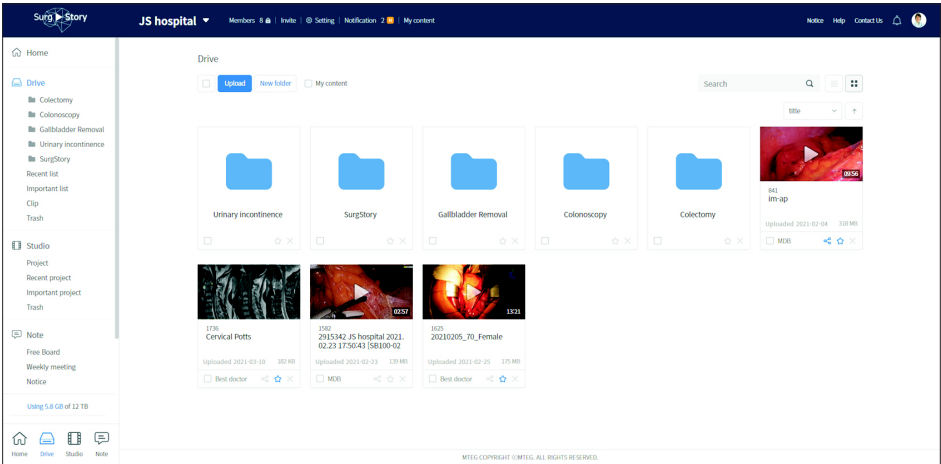 Surg Story
JS hospital ▼ Members 8 | Invite | Setting | Notification 2 N | My content
Notice Help Contact Us
Home
Drive
Colectomy
Colonoscopy
Gallbladder Removal
Urinary incontinence
SurgStory
Recent list
Important list
Clip
Trash
Studio
Project
Recent project
Important project
Trash
Note
Free Board
Weekly meeting
Notice
Using 5.8 GB of 12 TB
Home Drive Studio Note
Drive
Upload New folder My content
Search
title
Urinary incontinence
SurgStory
Gallbladder Removal
Colonoscopy
Colectomy
09:56
841
im-ap
Uploaded 2021-02-04 318 MB
MDB
1736
Cervical Potts
Uploaded 2021-03-10 182 KB
Best doctor
02:57
1582
2915342 JS hospital 2021.
02.23 17:50:43 [SB100-02
Uploaded 2021-02-23 139 MB
MDB
13:21
1625
20210205_70_Female
Uploaded 2021-02-25 175 MB
Best doctor
MTEG COPYRIGHT ⓒMTEG. ALL RIGHTS RESERVED.